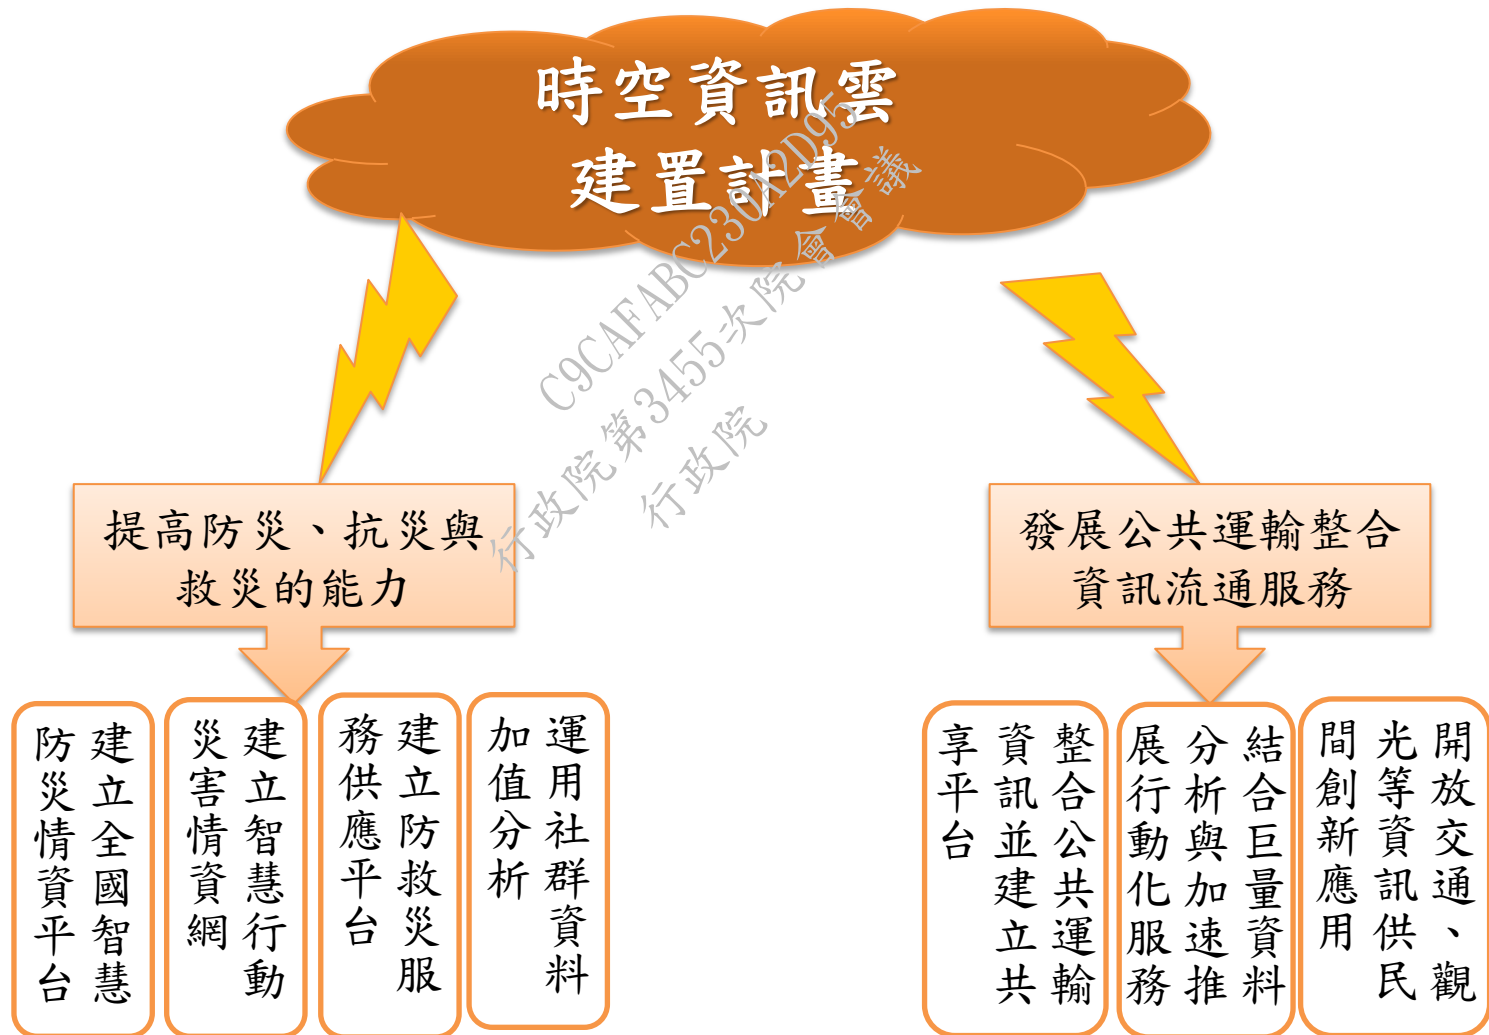 時空資訊雲
建置計畫
C9CAFABC230A2D95
行政院第3455次院會會議
行政院
提高防災、抗災與
救災的能力
發展公共運輸整合
資訊流通服務
建立全國智慧
防災情資平台
建立智慧行動
災害情資網
建立防救災服
務供應平台
運用社群資料
加值分析
整合公共運輸
資訊並建立共
享平台
結合巨量資料
分析與加速推
展行動化服務
開放交通、觀
光等資訊供民
間創新應用